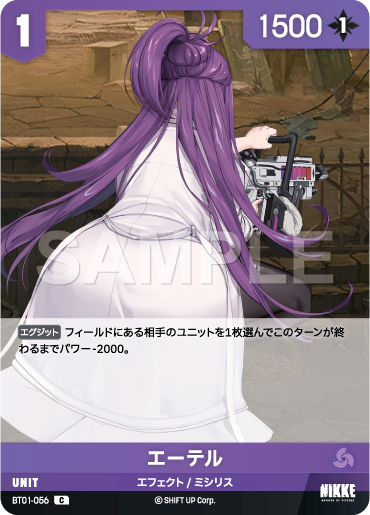 1
1500 1
SAMPLE
エグジット フィールドにある相手のユニットを1枚選んでこのターンが終
わるまでパワー-2000。
エーテル
UNIT エフェクト / ミシリス
BT01-056 C © SHIFT UP Corp. NIKKE